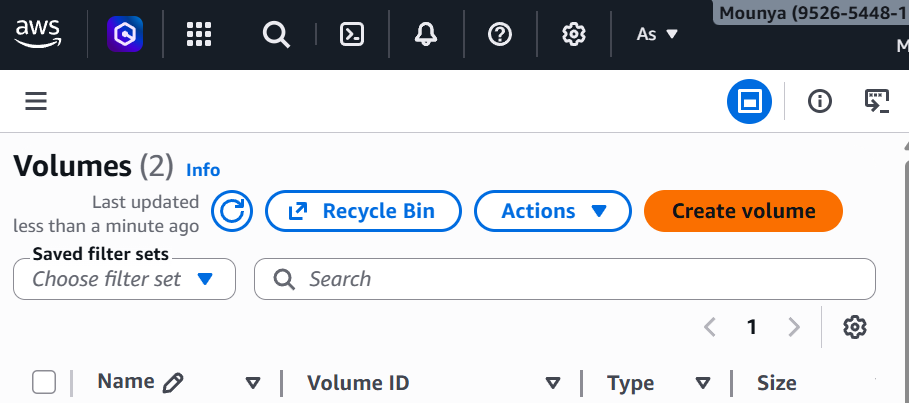 aws
As
Mounya (9526-5448-1
M
Volumes (2) Info
Last updated
less than a minute ago
Recycle Bin
Actions
Create volume
Saved filter sets
Choose filter set
Search
1
Name
Volume ID
Type
Size